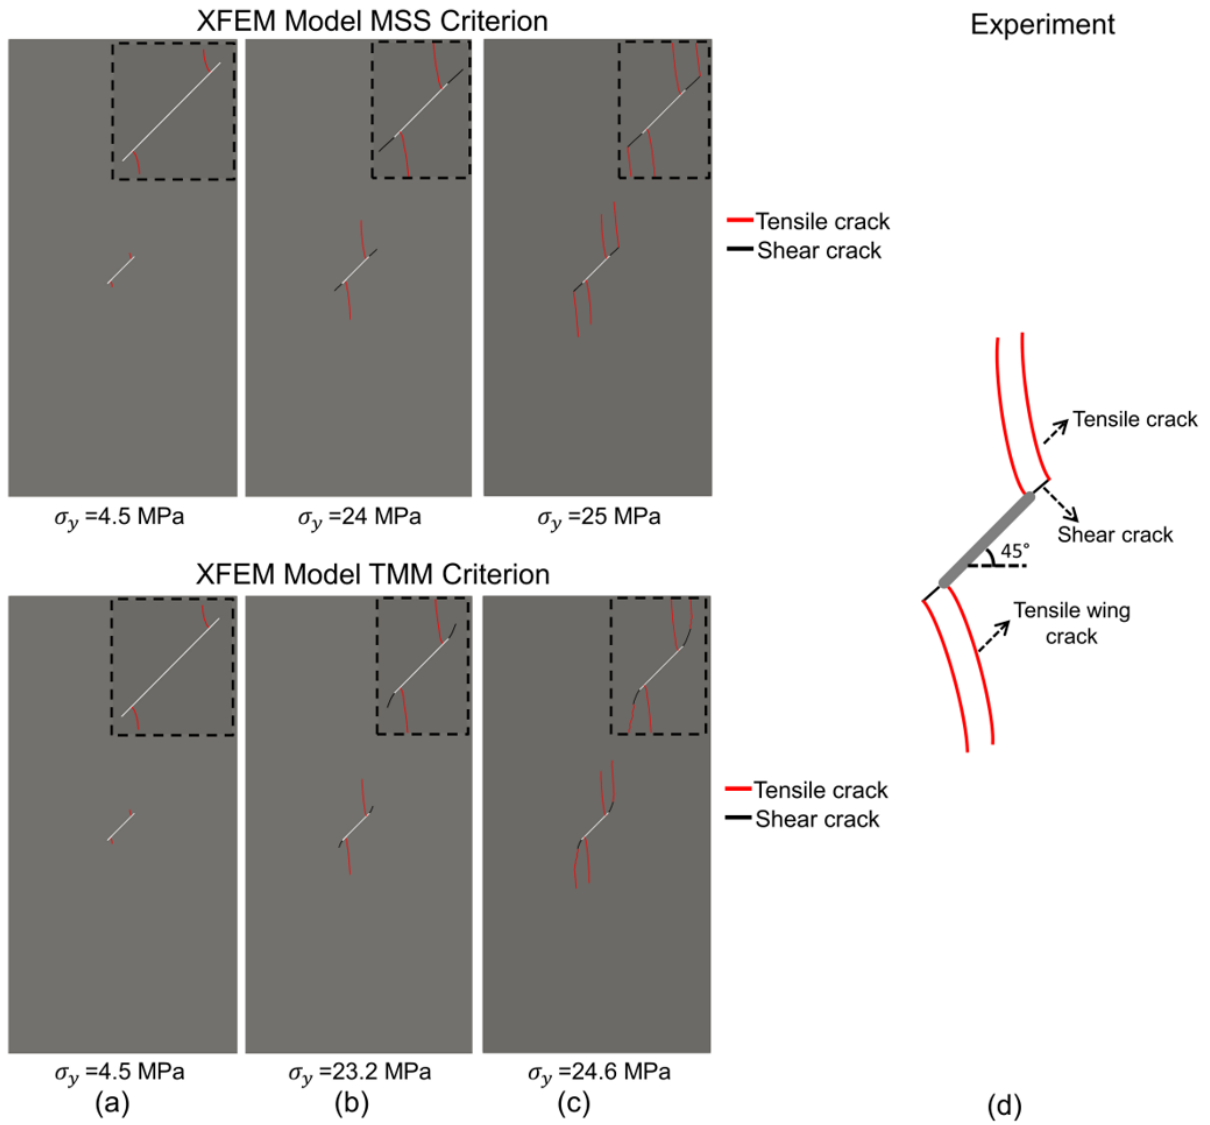 XFEM Model MSS Criterion
Experiment
Tensile crack
Shear crack
σy =4.5 MPa
σy =24 MPa
σy =25 MPa
Tensile crack
Shear crack
45°
Tensile wing
crack
XFEM Model TMM Criterion
Tensile crack
Shear crack
σy =4.5 MPa
σy =23.2 MPa
σy =24.6 MPa
(a)
(b)
(c)
(d)